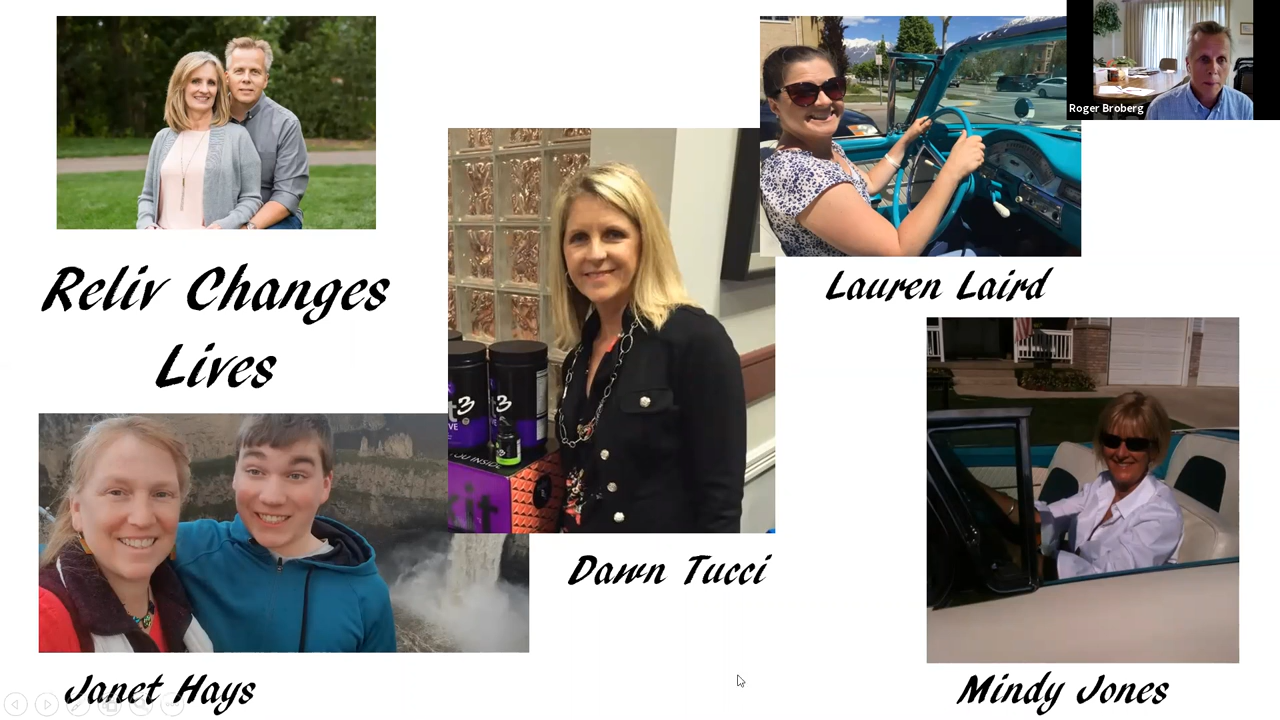 Roger Broberg
Reliv Changes
Lives
Lauren Laird
Dawn Tucci
Janet Hays
Mindy Jones